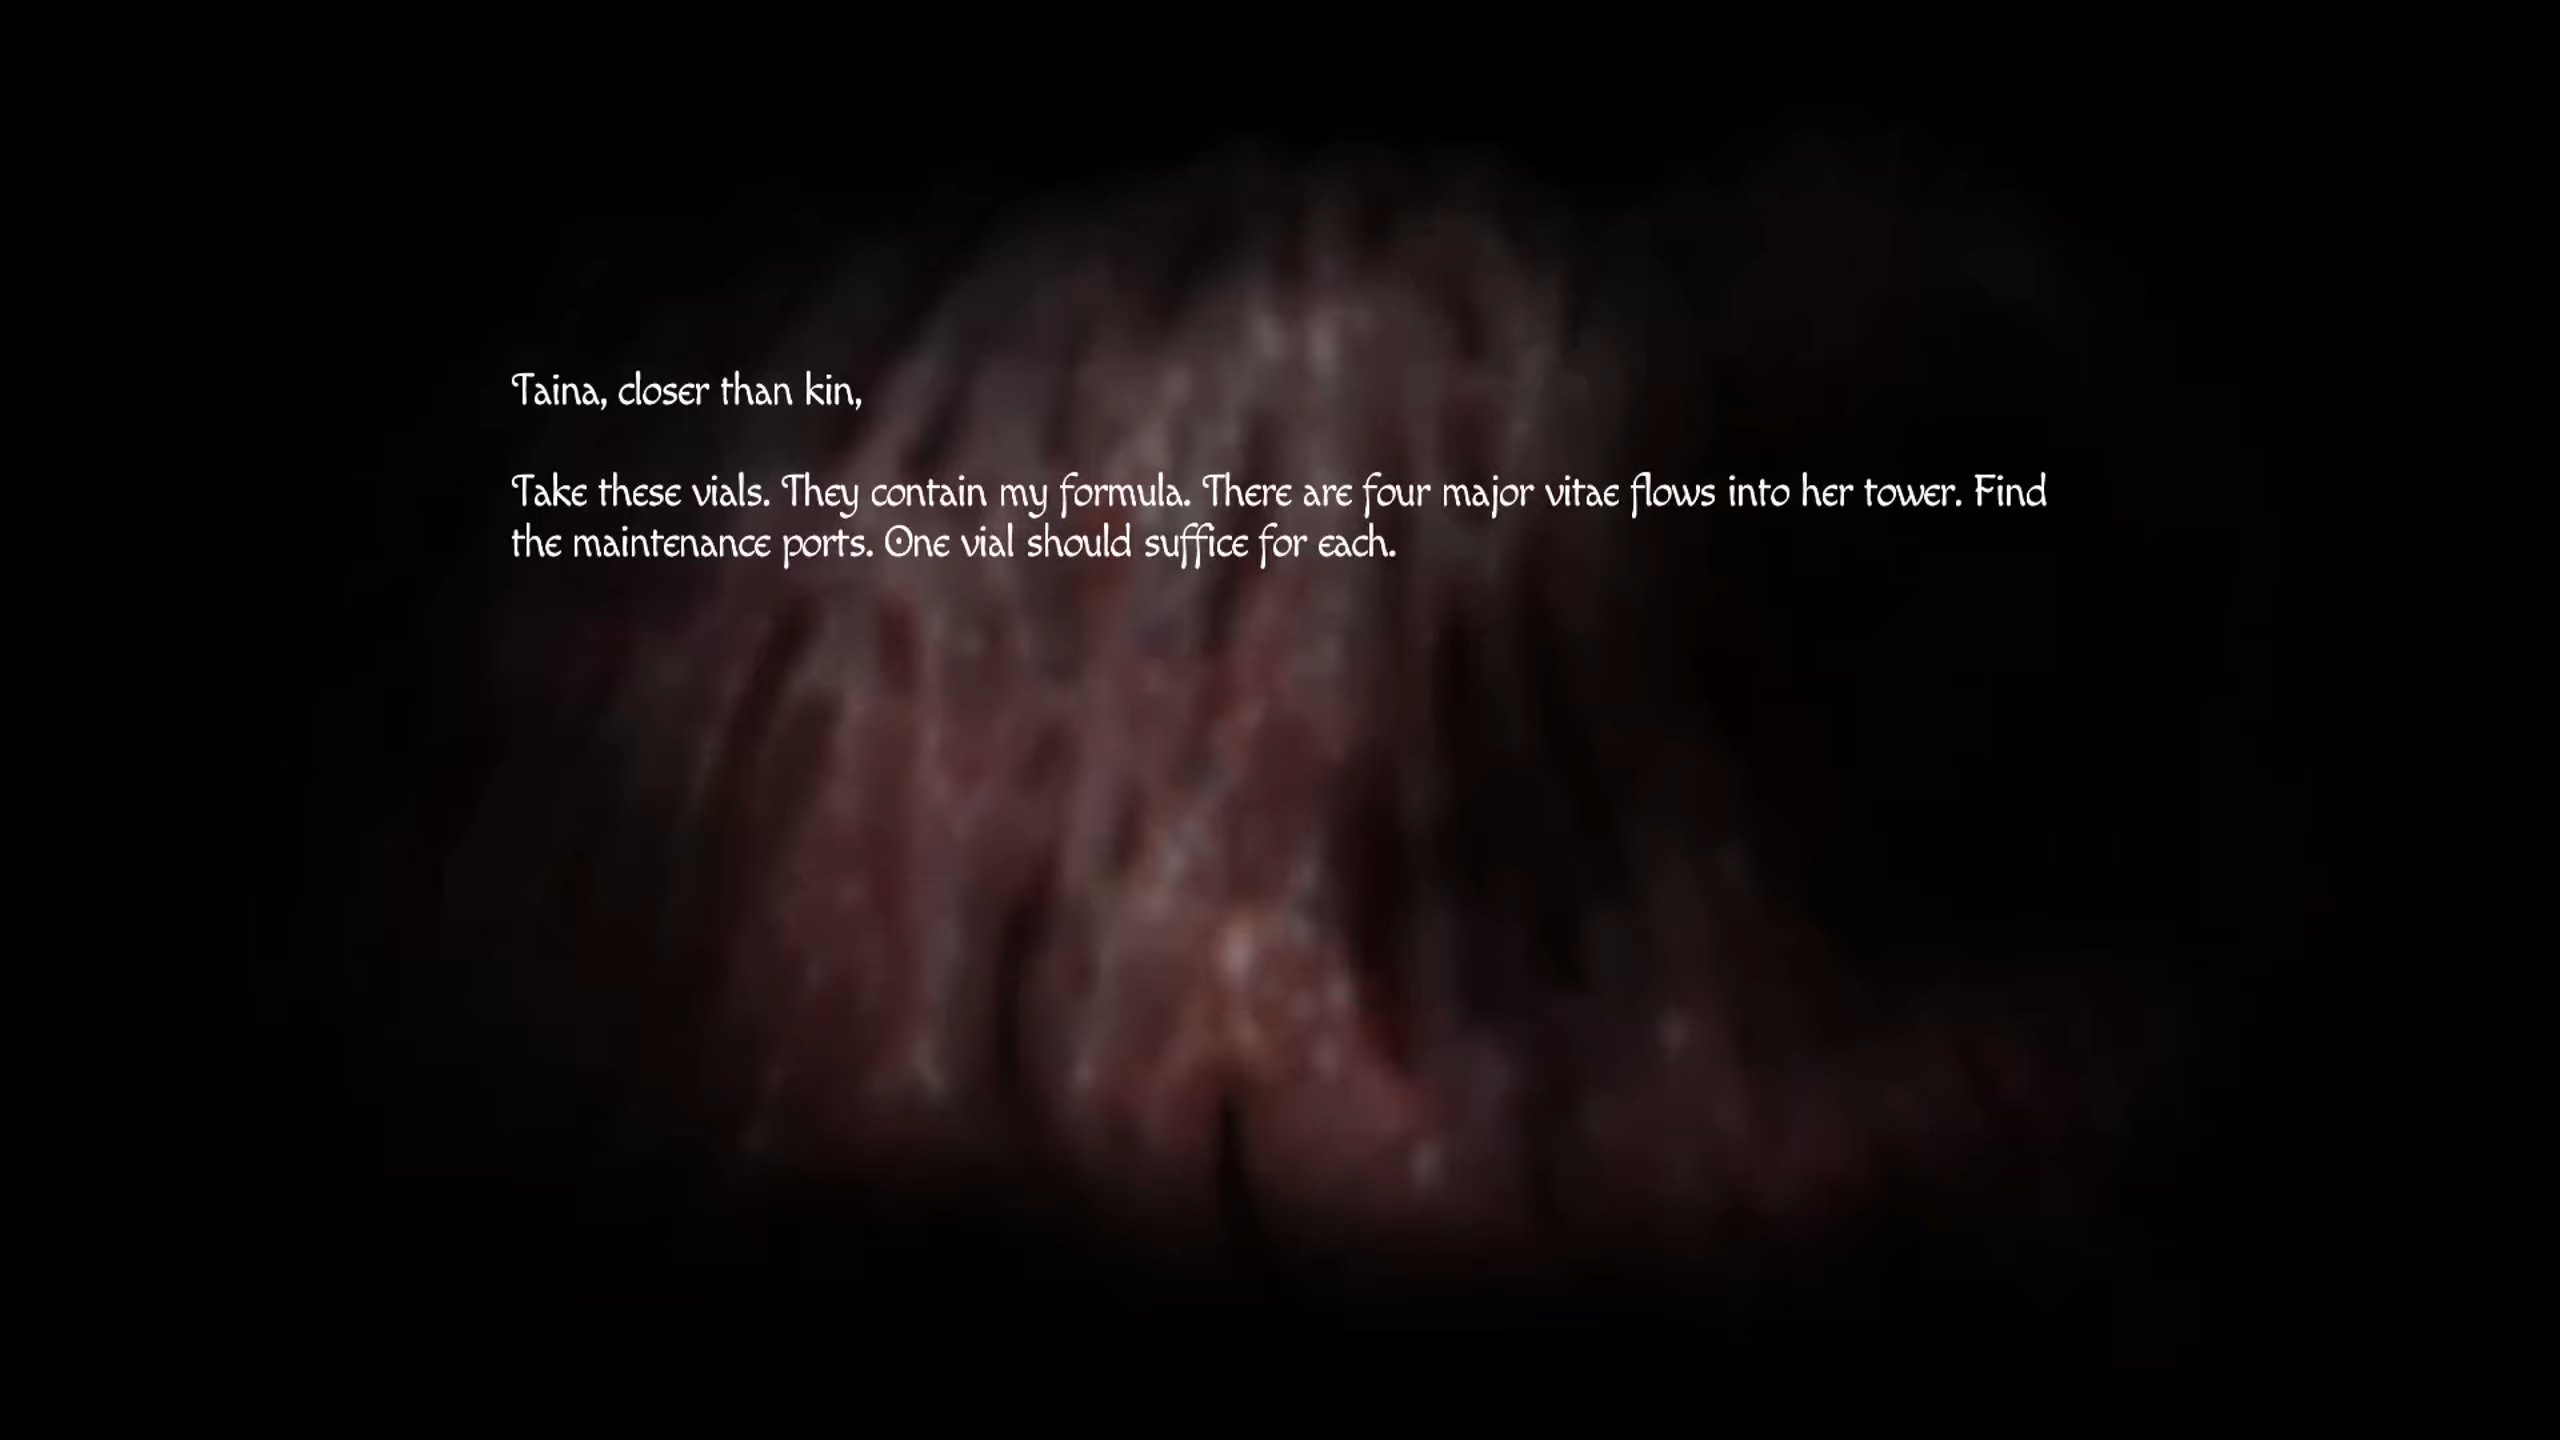 Taina, closer than kin,
Take these vials. They contain my formula. There are four major vitae flows into her tower. Find
the maintenance ports. One vial should suffice for each.